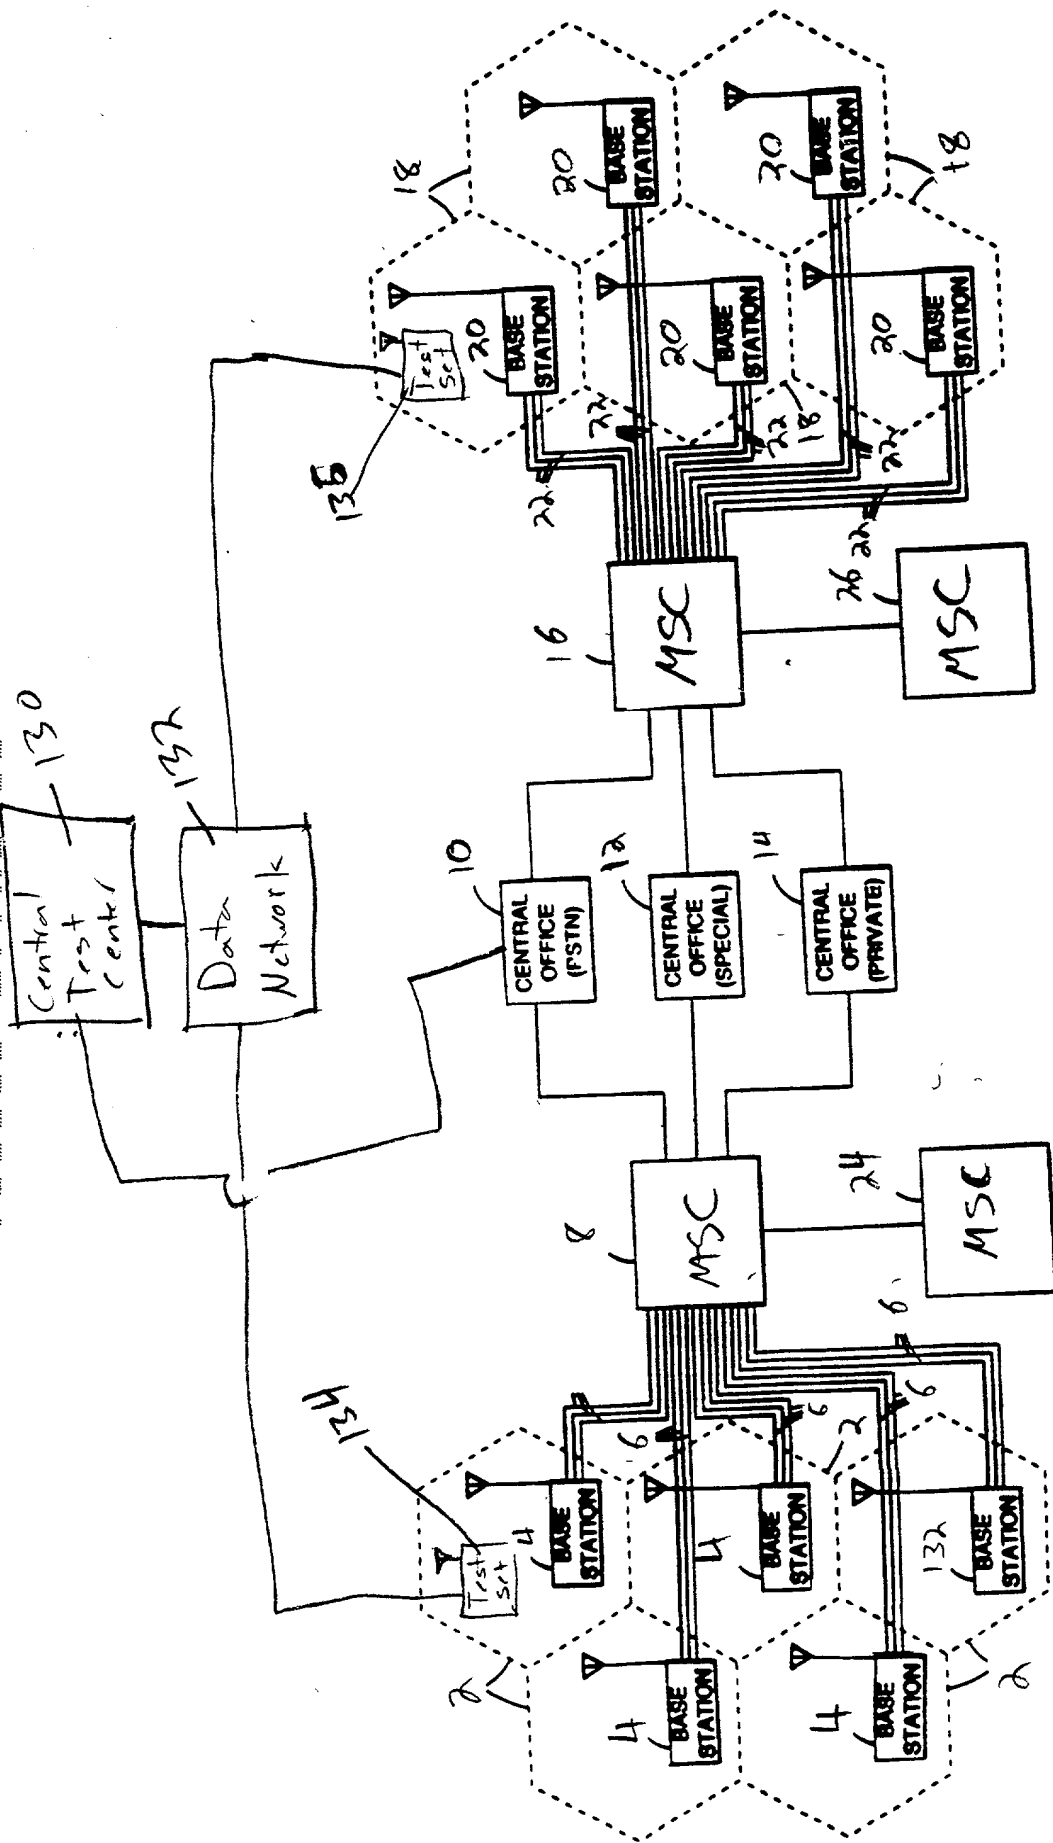 Central
Test
center
130
Data
Network
132
134
Test
set
135
Test
Set
18
2
4
BASE
STATION
4
BASE
STATION
4
BASE
STATION
4
BASE
STATION
132
BASE
STATION
2
2
6
6
6
6
6
8
MSC
24
MSC
10
CENTRAL
OFFICE
(PSTN)
12
CENTRAL
OFFICE
(SPECIAL)
14
CENTRAL
OFFICE
(PRIVATE)
16
MSC
26
MSC
22
22
22
22
22
20
BASE
STATION
20
BASE
STATION
20
BASE
STATION
20
BASE
STATION
20
BASE
STATION
18
18